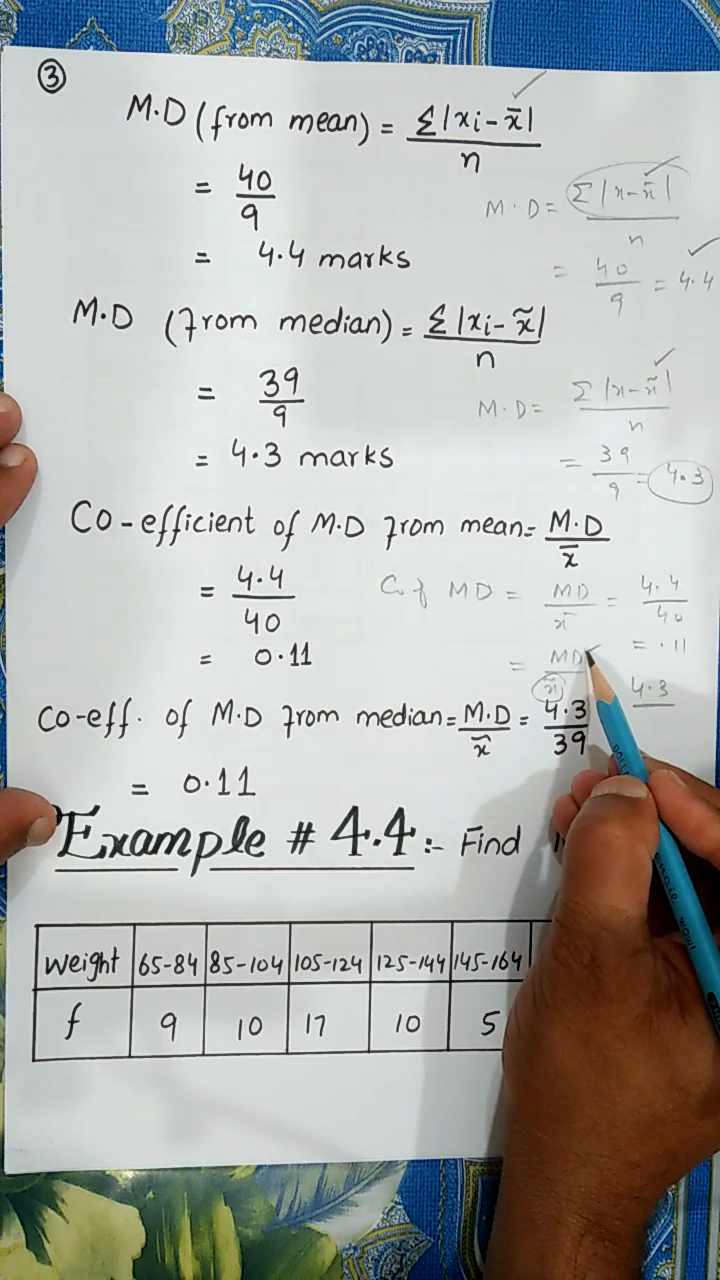 ③
M.D (from mean) = Σ|xi - x̄|
n
= 40
9
= 4.4 marks
M.D = Σ|x - x̄|
n
= 40
9
= 4.4
M.D (from median) = Σ|xi - x̃|
n
= 39
9
= 4.3 marks
M.D = Σ|x - x̃|
n
= 39
9
= 4.3
Co-efficient of M.D from mean = M.D
x̄
= 4.4
40
= 0.11
C. of MD = MD = 4.4
x̄ 40
= .11
= MD 4.3
x̃
Co-eff. of M.D from median = M.D = 4.3
x̃ 39
= 0.11
Example # 4.4:- Find
weight 65-84 85-104 105-124 125-144 145-164
f 9 10 17 10 5